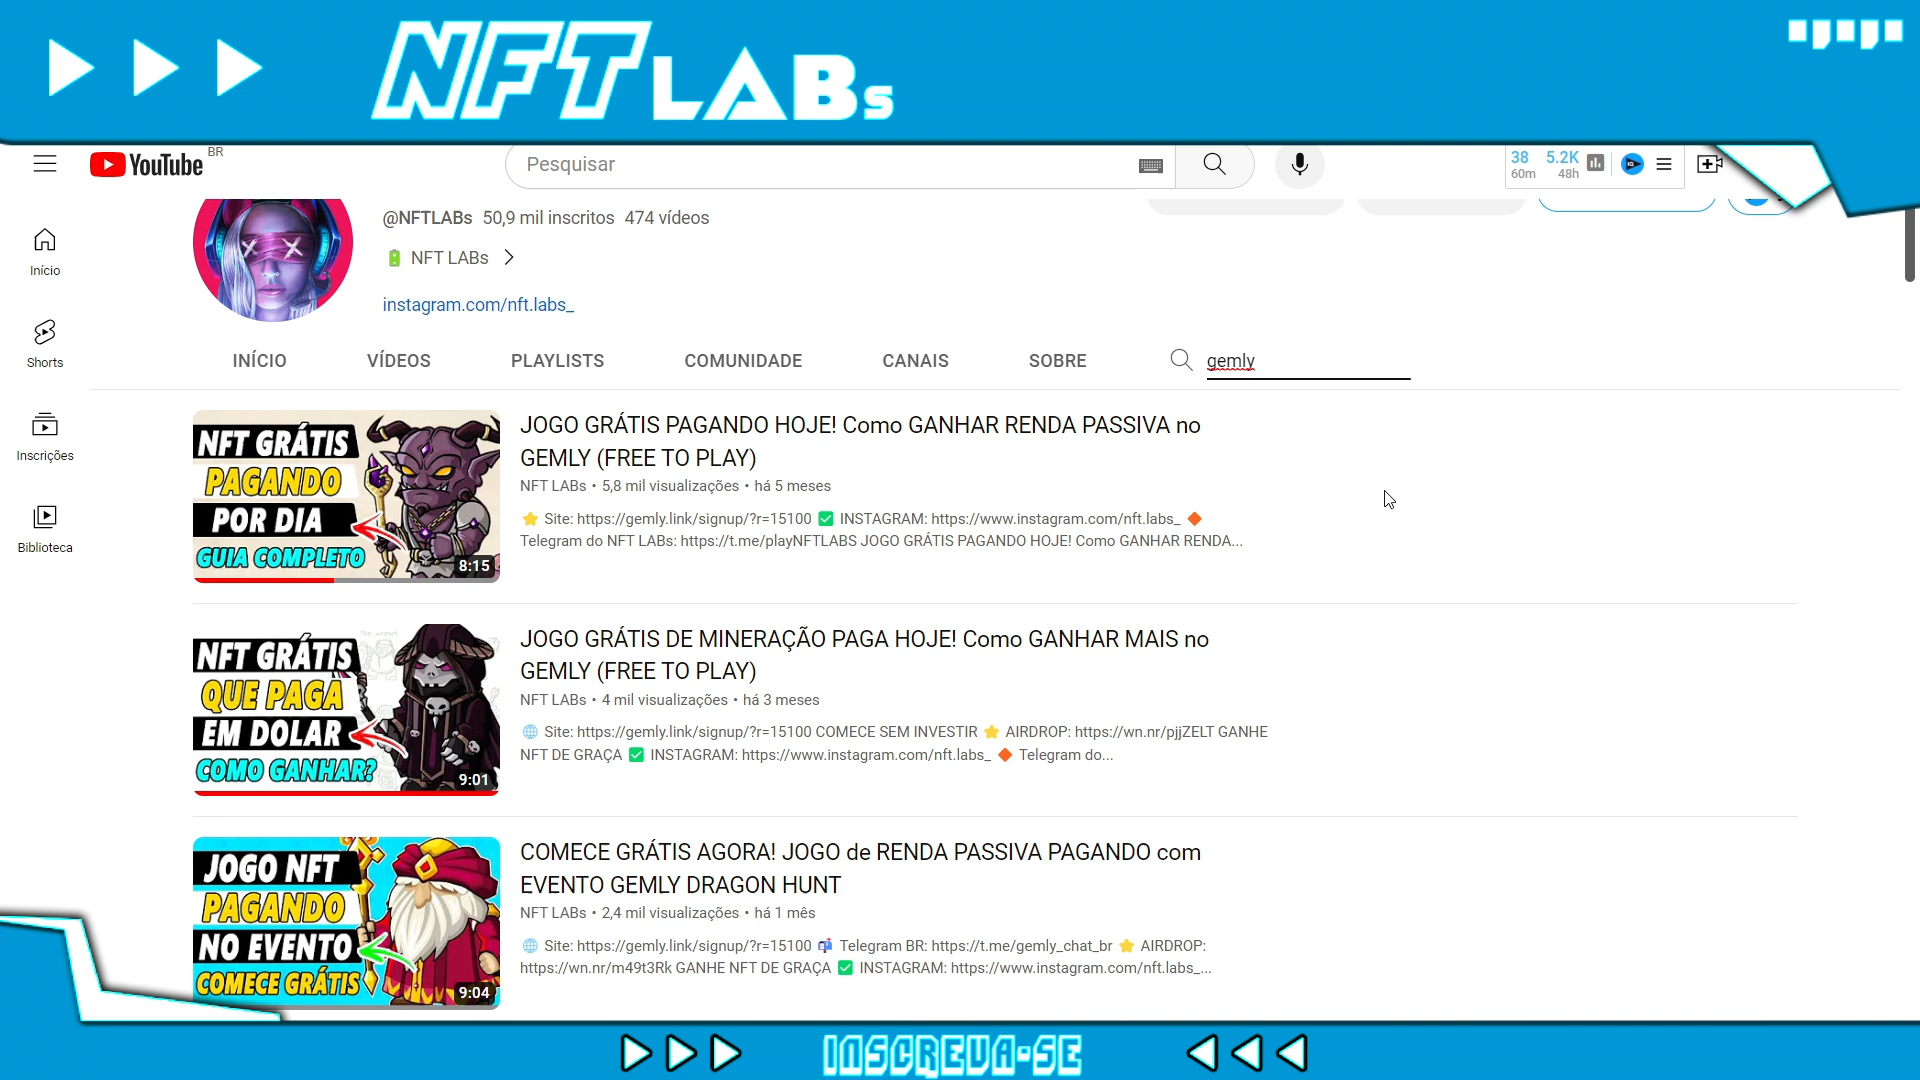 NFT LABs
YouTube BR
Pesquisar
38 5.2K
60m 48h
@NFTLABs 50,9 mil inscritos 474 vídeos
NFT LABs
instagram.com/nft.labs_
Início
Shorts
Inscrições
Biblioteca
INÍCIO VÍDEOS PLAYLISTS COMUNIDADE CANAIS SOBRE gemly
NFT GRÁTIS
PAGANDO
POR DIA
GUIA COMPLETO
8:15
JOGO GRÁTIS PAGANDO HOJE! Como GANHAR RENDA PASSIVA no
GEMLY (FREE TO PLAY)
NFT LABs • 5,8 mil visualizações • há 5 meses
⭐ Site: https://gemly.link/signup/?r=15100 ✅ INSTAGRAM: https://www.instagram.com/nft.labs_ 🔶
Telegram do NFT LABs: https://t.me/playNFTLABS JOGO GRÁTIS PAGANDO HOJE! Como GANHAR RENDA...
NFT GRÁTIS
QUE PAGA
EM DOLAR
COMO GANHAR?
9:01
JOGO GRÁTIS DE MINERAÇÃO PAGA HOJE! Como GANHAR MAIS no
GEMLY (FREE TO PLAY)
NFT LABs • 4 mil visualizações • há 3 meses
🌐 Site: https://gemly.link/signup/?r=15100 COMECE SEM INVESTIR ⭐ AIRDROP: https://wn.nr/pjjZELT GANHE
NFT DE GRAÇA ✅ INSTAGRAM: https://www.instagram.com/nft.labs_ 🔶 Telegram do...
JOGO NFT
PAGANDO
NO EVENTO
COMECE GRÁTIS
9:04
COMECE GRÁTIS AGORA! JOGO de RENDA PASSIVA PAGANDO com
EVENTO GEMLY DRAGON HUNT
NFT LABs • 2,4 mil visualizações • há 1 mês
🌐 Site: https://gemly.link/signup/?r=15100 📬 Telegram BR: https://t.me/gemly_chat_br ⭐ AIRDROP:
https://wn.nr/m49t3Rk GANHE NFT DE GRAÇA ✅ INSTAGRAM: https://www.instagram.com/nft.labs_...
INSCREVA-SE